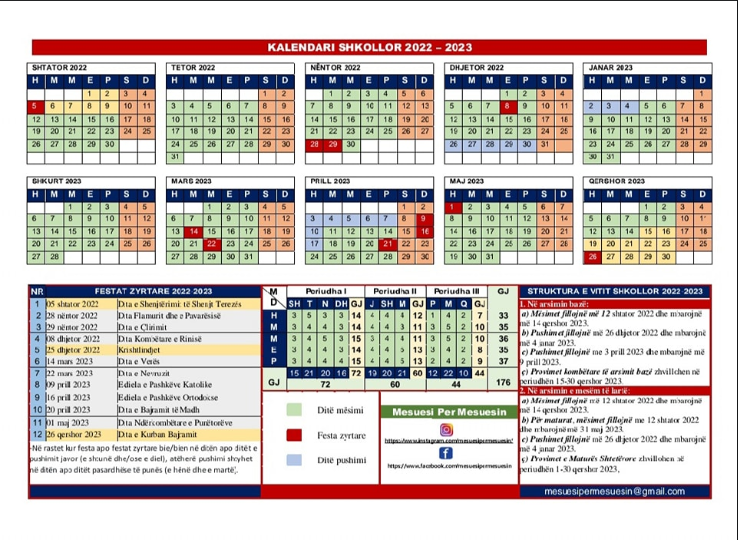 KALENDARI SHKOLLOR 2022 – 2023
SHTATOR 2022
H M M E P S D
1 2 3 4
5 6 7 8 9 10 11
12 13 14 15 16 17 18
19 20 21 22 23 24 25
26 27 28 29 30
TETOR 2022
H M M E P S D
1 2
3 4 5 6 7 8 9
10 11 12 13 14 15 16
17 18 19 20 21 22 23
24 25 26 27 28 29 30
31
NËNTOR 2022
H M M E P S D
1 2 3 4 5 6
7 8 9 10 11 12 13
14 15 16 17 18 19 20
21 22 23 24 25 26 27
28 29 30
DHJETOR 2022
H M M E P S D
1 2 3 4
5 6 7 8 9 10 11
12 13 14 15 16 17 18
19 20 21 22 23 24 25
26 27 28 29 30 31
JANAR 2023
H M M E P S D
1
2 3 4 5 6 7 8
9 10 11 12 13 14 15
16 17 18 19 20 21 22
23 24 25 26 27 28 29
30 31
SHKURT 2023
H M M E P S D
1 2 3 4 5
6 7 8 9 10 11 12
13 14 15 16 17 18 19
20 21 22 23 24 25 26
27 28
MARS 2023
H M M E P S D
1 2 3 4 5
6 7 8 9 10 11 12
13 14 15 16 17 18 19
20 21 22 23 24 25 26
27 28 29 30 31
PRILL 2023
H M M E P S D
1 2
3 4 5 6 7 8 9
10 11 12 13 14 15 16
17 18 19 20 21 22 23
24 25 26 27 28 29 30
MAJ 2023
H M M E P S D
1 2 3 4 5 6 7
8 9 10 11 12 13 14
15 16 17 18 19 20 21
22 23 24 25 26 27 28
29 30 31
QERSHOR 2023
H M M E P S D
1 2 3 4
5 6 7 8 9 10 11
12 13 14 15 16 17 18
19 20 21 22 23 24 25
26 27 28 29 30
NR FESTAT ZYRTARE 2022-2023
1 05 shtator 2022 Dita e Shenjtërimit të Shenjt Terezës
2 28 nëntor 2022 Dita Flamurit dhe e Pavarësisë
3 29 nëntor 2022 Dita e Çlirimit
4 08 dhjetor 2022 Dita Kombëtare e Rinisë
5 25 dhjetor 2022 Krishtlindjet
6 14 mars 2023 Dita e Verës
7 22 mars 2023 Dita e Nevruzit
8 09 prill 2023 Ediela e Pashkëve Katolike
9 16 prill 2023 Ediela e Pashkëve Ortodokse
10 20 prill 2023 Dita e Bajramit të Madh
11 01 maj 2023 Dita Ndërkombëtare e Punëtorëve
12 26 qershor 2023 Dita e Kurban Bajramit
-Në rastet kur festa apo festat zyrtare bie/bien në ditën apo ditët e
pushimit javor (e shtunë dhe/ose e diel), atëherë pushimi shtyhet
në ditën apo ditët pasardhëse të punës (e hënë dhe e martë).
M D Periudha I Periudha II Periudha III GJ
SH T N DH GJ J SH M GJ P M Q GJ
H 3 5 3 3 14 4 4 4 12 1 4 2 7 33
M 3 4 4 3 14 4 4 3 11 3 5 2 10 35
M 3 4 4 3 14 4 4 4 12 3 4 3 10 36
E 3 4 4 3 14 4 4 5 13 3 4 2 8 35
P 3 4 4 4 15 4 4 5 13 2 4 2 9 37
15 21 20 16 72 19 20 21 60 12 22 10 44
GJ 72 60 44 176
Ditë mësimi
Festa zyrtare
Ditë pushimi
Mesuesi Per Mesuesin
https://www.instagram.com/mesuesipermesuesin/
https://www.facebook.com/mesuesipermesuesin
STRUKTURA E VITIT SHKOLLOR 2022-2023
1. Në arsimin bazë:
a) Mësimet fillojnë më 12 shtator 2022 dhe mbarojnë
më 14 qershor 2023.
b) Pushimet fillojnë më 26 dhjetor 2022 dhe mbarojnë
më 4 janar 2023.
c) Pushimet fillojnë me 3 prill 2023 dhe mbarojnë më
9 prill 2023.
ç) Provimet kombëtare të arsimit bazë zhvillohen në
periudhën 15-30 qershor 2023.
2. Në arsimin e mesëm të lartë:
a) Mësimet fillojnë më 12 shtator 2022 dhe mbarojnë
më 14 qershor 2023.
b) Për maturat, mësimet fillojnë me 12 shtator 2022
dhe mbarojnë më 31 maj 2023.
c) Pushimet fillojnë më 26 dhjetor 2022 dhe mbarojnë
më 4 janar 2023.
ç) Provimet e Maturës Shtetërore zhvillohen në
periudhën 1-30 qershor 2023,
mesuesipermesuesin@gmail.com